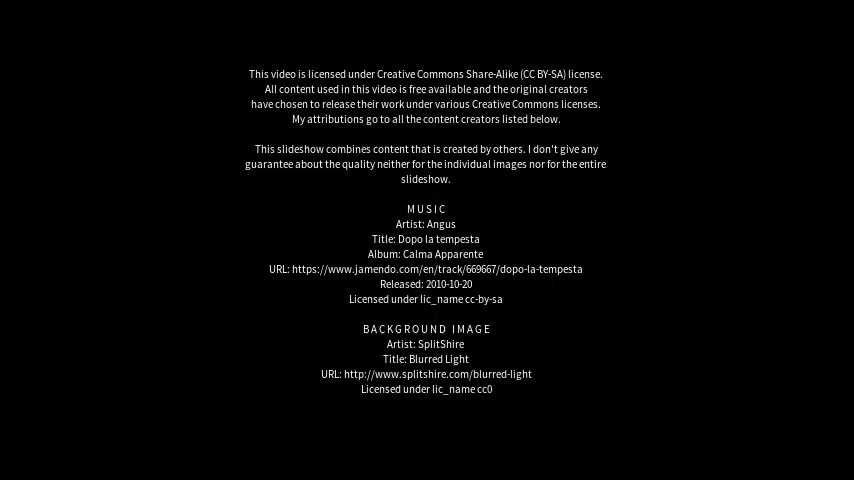 This video is licensed under Creative Commons Share-Alike (CC BY-SA) license.
All content used in this video is free available and the original creators
have chosen to release their work under various Creative Commons licenses.
My attributions go to all the content creators listed below.
This slideshow combines content that is created by others. I don't give any
guarantee about the quality neither for the individual images nor for the entire
slideshow.
MUSIC
Artist: Angus
Title: Dopo la tempesta
Album: Calma Apparente
URL: https://www.jamendo.com/en/track/669667/dopo-la-tempesta
Released: 2010-10-20
Licensed under lic_name cc-by-sa
BACKGROUND IMAGE
Artist: SplitShire
Title: Blurred Light
URL: http://www.splitshire.com/blurred-light
Licensed under lic_name cc0